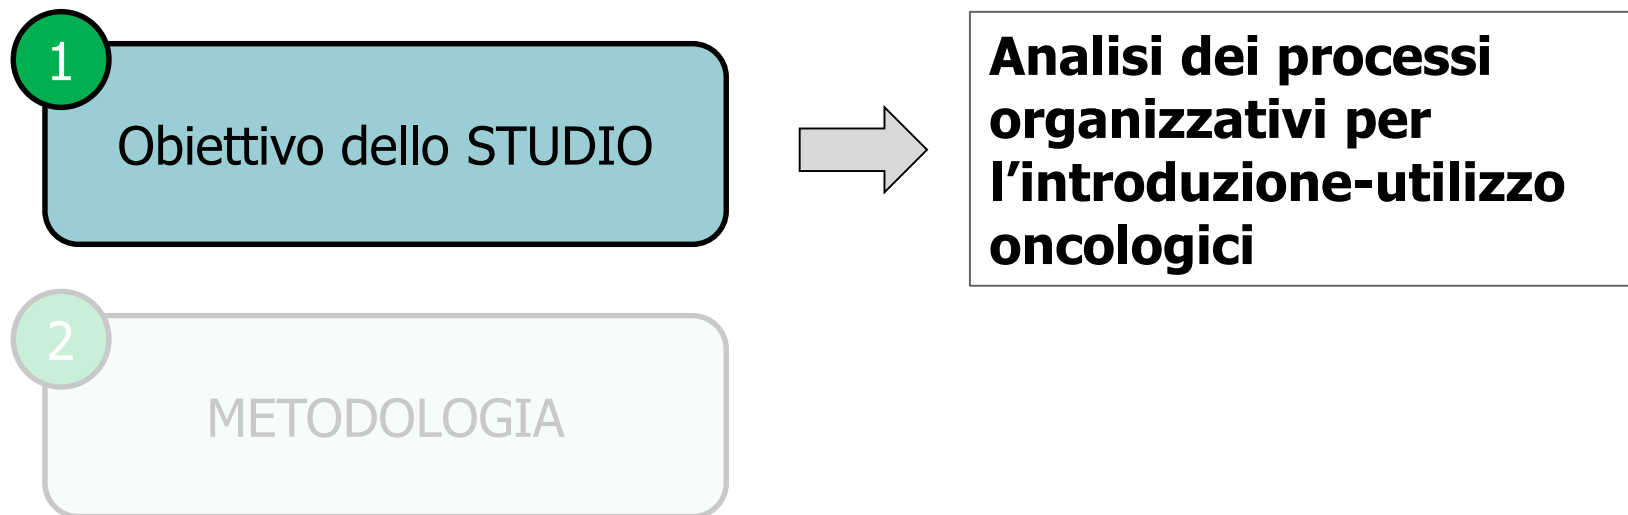 1
Obiettivo dello STUDIO
Analisi dei processi
organizzativi per
l’introduzione-utilizzo
oncologici
2
METODOLOGIA